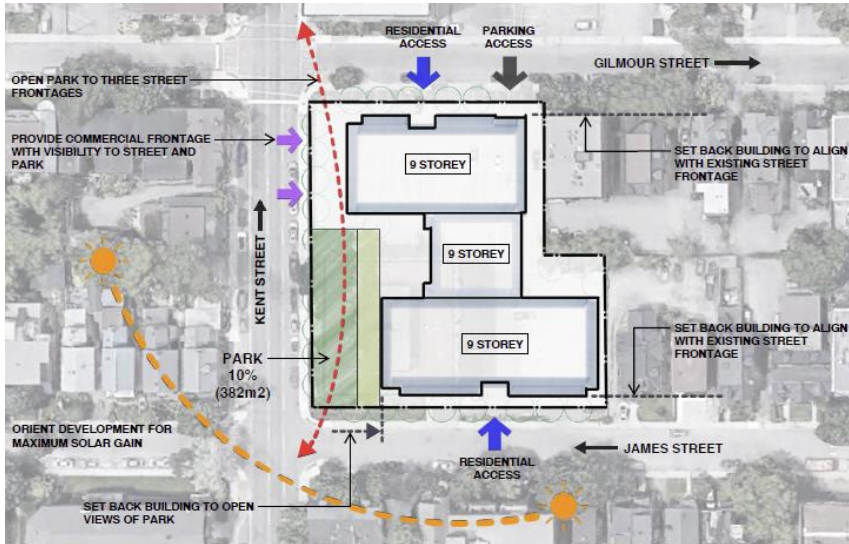 RESIDENTIAL
ACCESS
PARKING
ACCESS
GILMOUR STREET
OPEN PARK TO THREE STREET
FRONTAGES
PROVIDE COMMERCIAL FRONTAGE
WITH VISIBILITY TO STREET AND
PARK
SET BACK BUILDING TO ALIGN
WITH EXISTING STREET
FRONTAGE
9 STOREY
KENT STREET
9 STOREY
9 STOREY
PARK
10%
(382m2)
SET BACK BUILDING TO ALIGN
WITH EXISTING STREET
FRONTAGE
ORIENT DEVELOPMENT FOR
MAXIMUM SOLAR GAIN
JAMES STREET
RESIDENTIAL
ACCESS
SET BACK BUILDING TO OPEN
VIEWS OF PARK